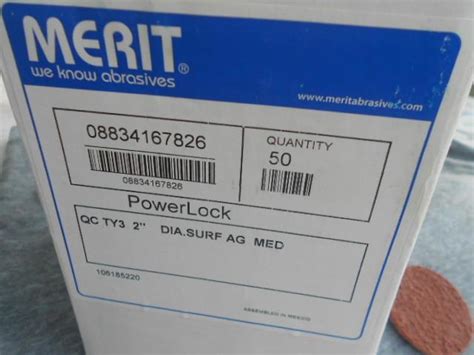 MERIT®
we know abrasives
www.meritabrasives.com
08834167826
08834167826
QUANTITY
50
PowerLock
QC TY3 2" DIA.SURF AG MED
106185220
ASSEMBLED IN MEXICO